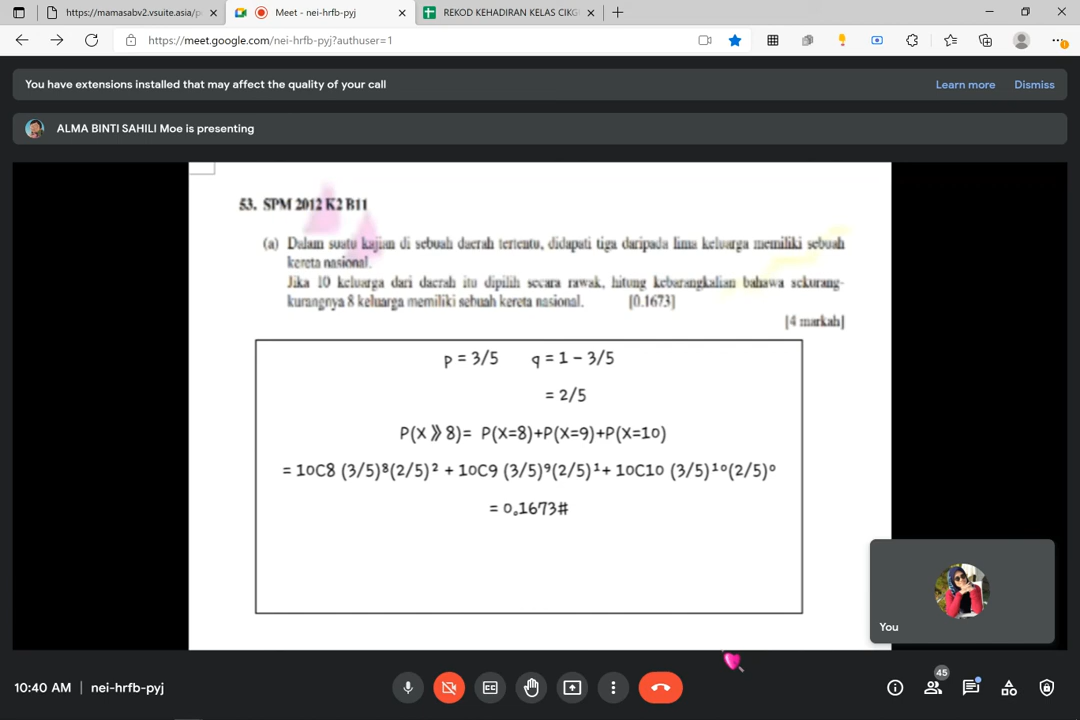 https://mamasabv2.vsuite.asia/p
Meet - nei-hrfb-pyj
REKOD KEHADIRAN KELAS CIKG
https://meet.google.com/nei-hrfb-pyj?authuser=1
You have extensions installed that may affect the quality of your call
Learn more
Dismiss
ALMA BINTI SAHILI Moe is presenting
53. SPM 2012 K2 B11
(a) Dalam suatu kajian di sebuah daerah tertentu, didapati tiga daripada lima keluarga memiliki sebuah
kereta nasional.
Jika 10 keluarga dari daerah itu dipilih secara rawak, hitung kebarangkalian bahawa sekurang-
kurangnya 8 keluarga memiliki sebuah kereta nasional. [0.1673]
[4 markah]
p = 3/5 q = 1 − 3/5
= 2/5
P(X ⟫ 8)= P(X=8)+P(X=9)+P(X=10)
= 10C8 (3/5)⁸(2/5)² + 10C9 (3/5)⁹(2/5)¹+ 10C10 (3/5)¹⁰(2/5)⁰
= 0.1673#
You
10:40 AM | nei-hrfb-pyj
45